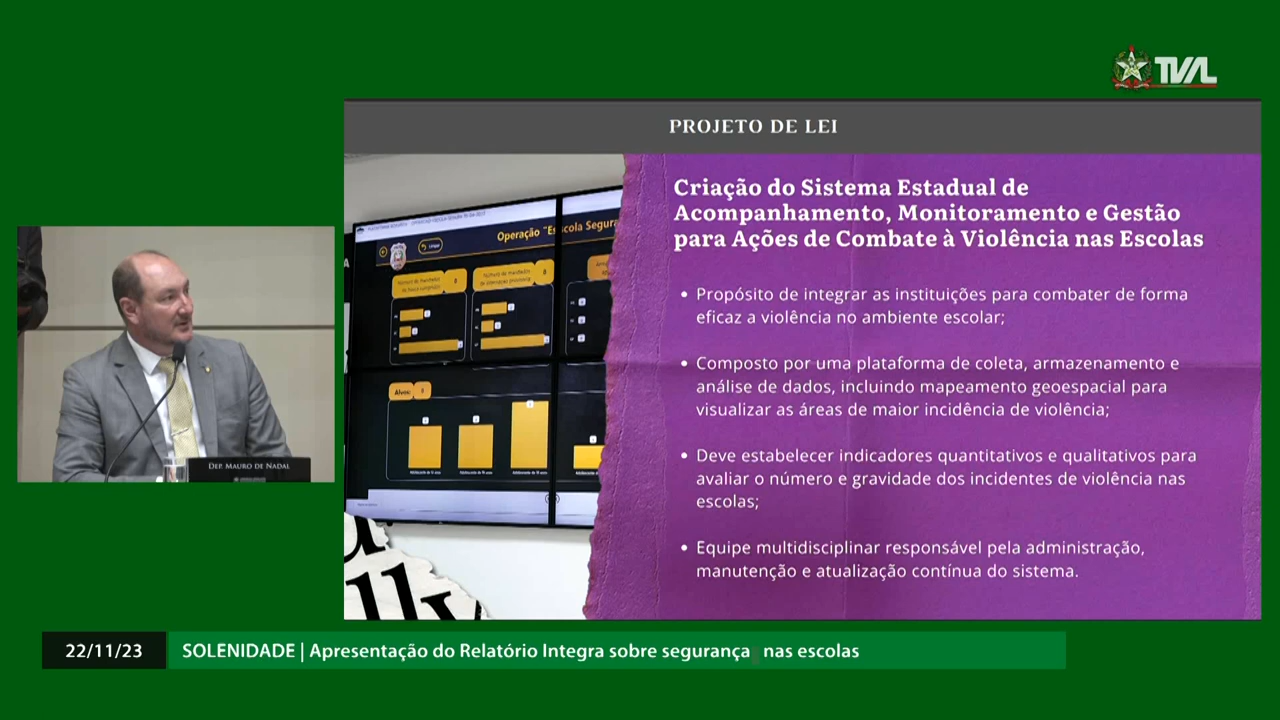 TVAL
PROJETO DE LEI
Criação do Sistema Estadual de
Acompanhamento, Monitoramento e Gestão
para Ações de Combate à Violência nas Escolas
Operação "Escola Segura
Alvos:
• Propósito de integrar as instituições para combater de forma
eficaz a violência no ambiente escolar;
• Composto por uma plataforma de coleta, armazenamento e
análise de dados, incluindo mapeamento geoespacial para
visualizar as áreas de maior incidência de violência;
• Deve estabelecer indicadores quantitativos e qualitativos para
avaliar o número e gravidade dos incidentes de violência nas
escolas;
• Equipe multidisciplinar responsável pela administração,
manutenção e atualização contínua do sistema.
DEP. MAURO DE NADAL
22/11/23
SOLENIDADE | Apresentação do Relatório Integra sobre segurança nas escolas